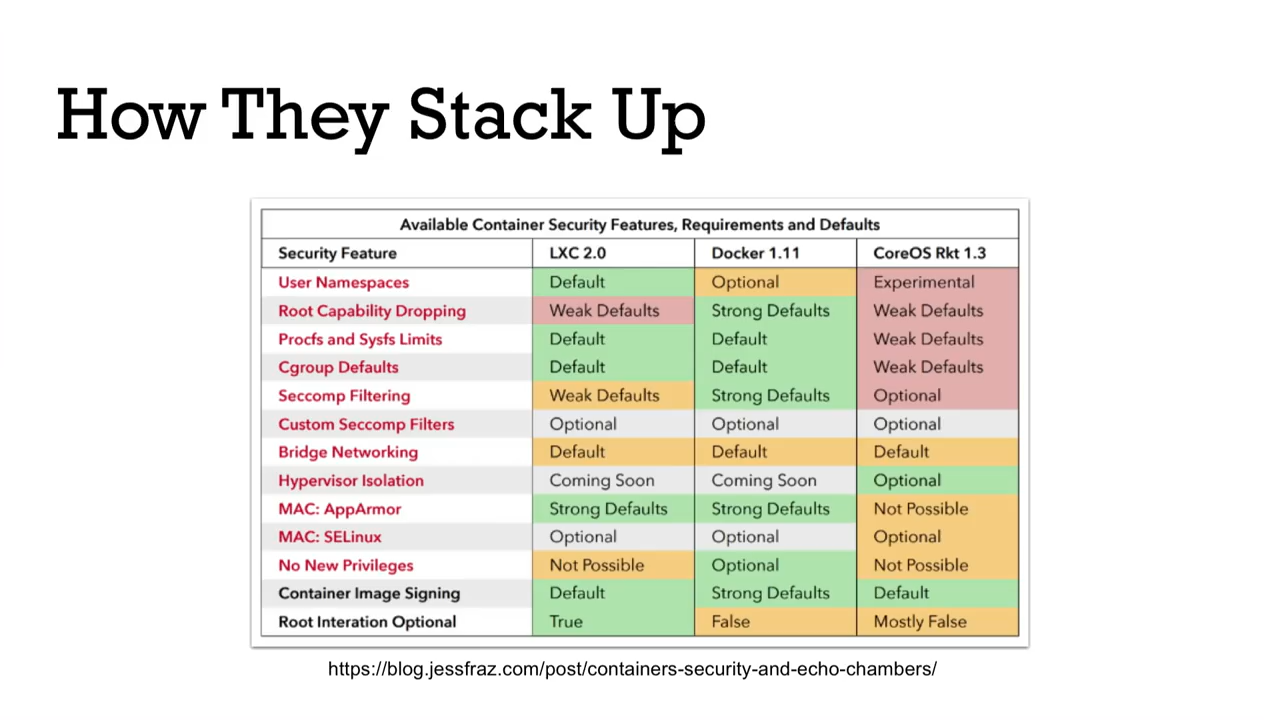 How They Stack Up
Available Container Security Features, Requirements and Defaults
Security Feature LXC 2.0 Docker 1.11 CoreOS Rkt 1.3
User Namespaces Default Optional Experimental
Root Capability Dropping Weak Defaults Strong Defaults Weak Defaults
Procfs and Sysfs Limits Default Default Weak Defaults
Cgroup Defaults Default Default Weak Defaults
Seccomp Filtering Weak Defaults Strong Defaults Optional
Custom Seccomp Filters Optional Optional Optional
Bridge Networking Default Default Default
Hypervisor Isolation Coming Soon Coming Soon Optional
MAC: AppArmor Strong Defaults Strong Defaults Not Possible
MAC: SELinux Optional Optional Optional
No New Privileges Not Possible Optional Not Possible
Container Image Signing Default Strong Defaults Default
Root Interation Optional True False Mostly False
https://blog.jessfraz.com/post/containers-security-and-echo-chambers/